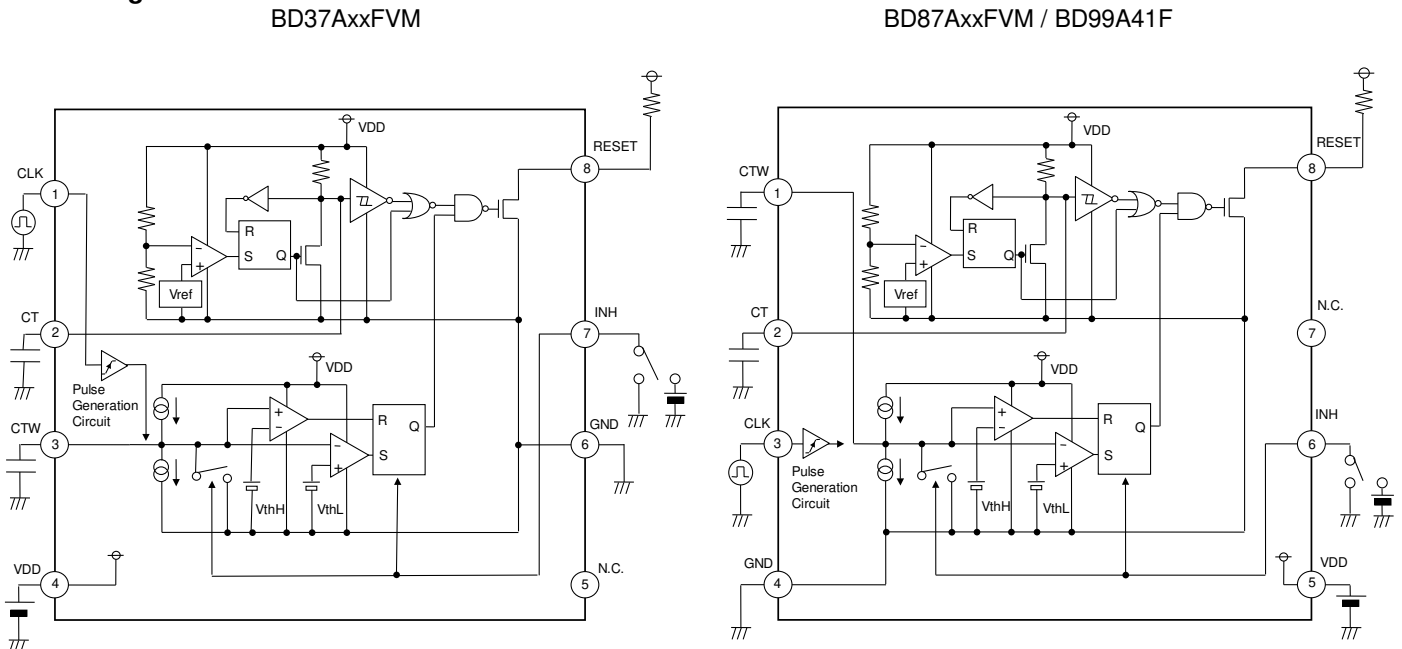 g
BD37AxxFVM
BD87AxxFVM / BD99A41F
VDD
RESET
8
CLK
1
R
S
Q
Vref
CT
2
INH
7
VDD
Pulse
Generation
Circuit
R
Q
S
CTW
3
GND
6
VthH
VthL
VDD
4
N.C.
5
VDD
RESET
8
CTW
1
R
S
Q
Vref
N.C.
7
CT
2
VDD
R
Q
S
CLK
3
Pulse
Generation
Circuit
INH
6
VthH
VthL
GND
4
VDD
5